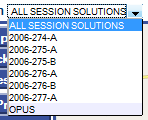 ALL SESSION SOLUTIONS
ALL SESSION SOLUTIONS
2006-274-A
2006-275-A
2006-275-B
2006-276-A
2006-276-B
2006-277-A
OPUS